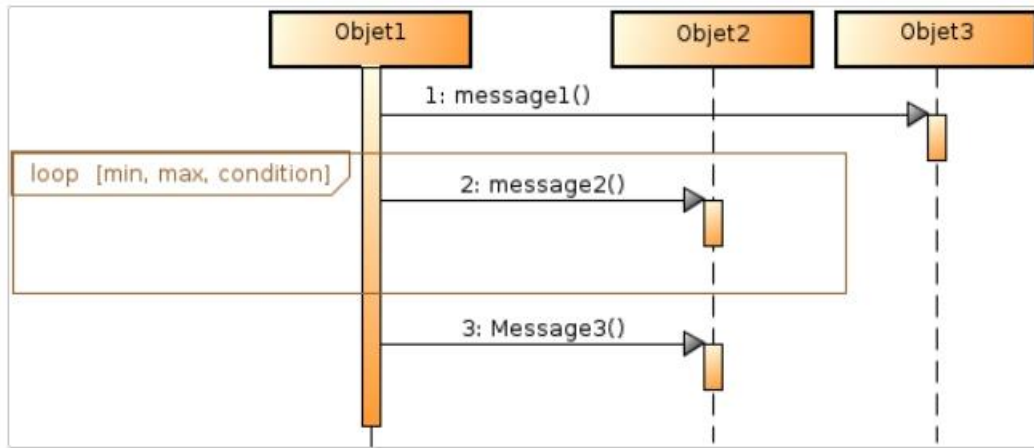 Objet1
Objet2
Objet3
1: message1()
loop [min, max, condition]
2: message2()
3: Message3()